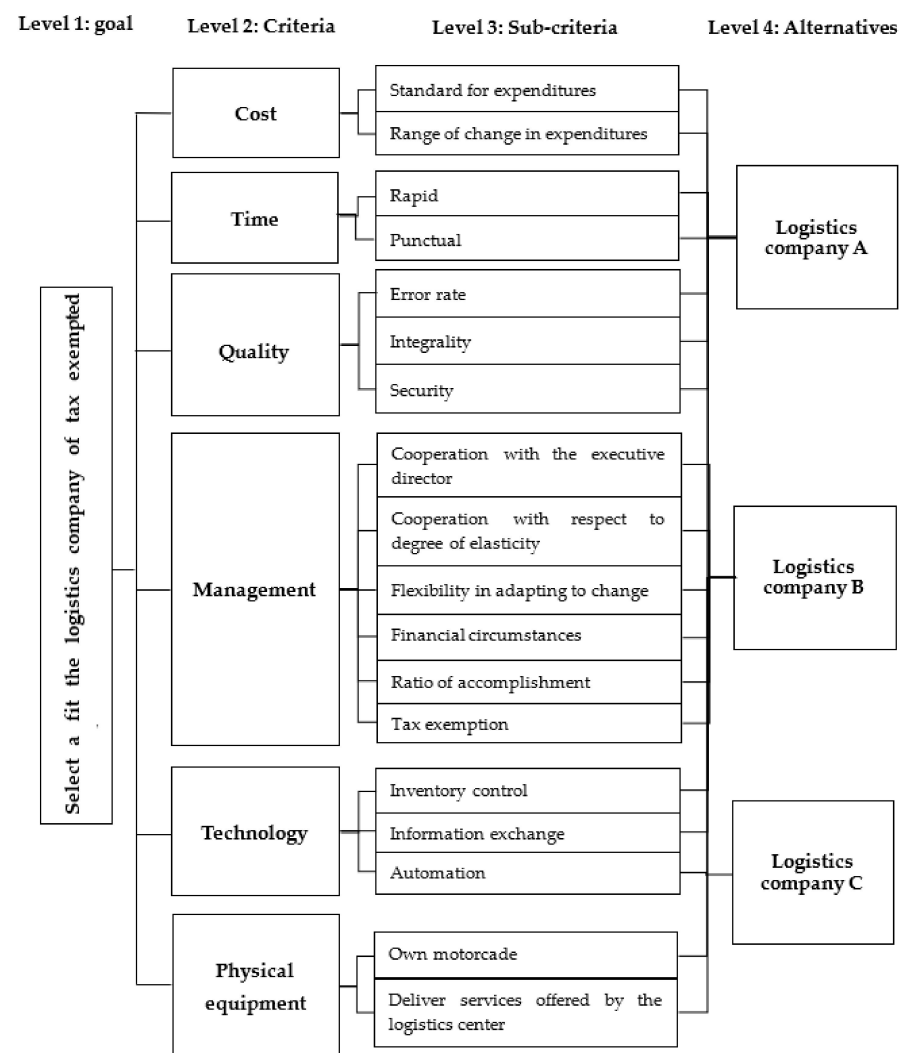 Level 1: goal
Level 2: Criteria
Level 3: Sub-criteria
Level 4: Alternatives
Select a fit the logistics company of tax exempted
Cost
Standard for expenditures
Range of change in expenditures
Time
Rapid
Punctual
Quality
Error rate
Integrality
Security
Management
Cooperation with the executive
director
Cooperation with respect to
degree of elasticity
Flexibility in adapting to change
Financial circumstances
Ratio of accomplishment
Tax exemption
Technology
Inventory control
Information exchange
Automation
Physical
equipment
Own motorcade
Deliver services offered by the
logistics center
Logistics
company A
Logistics
company B
Logistics
company C